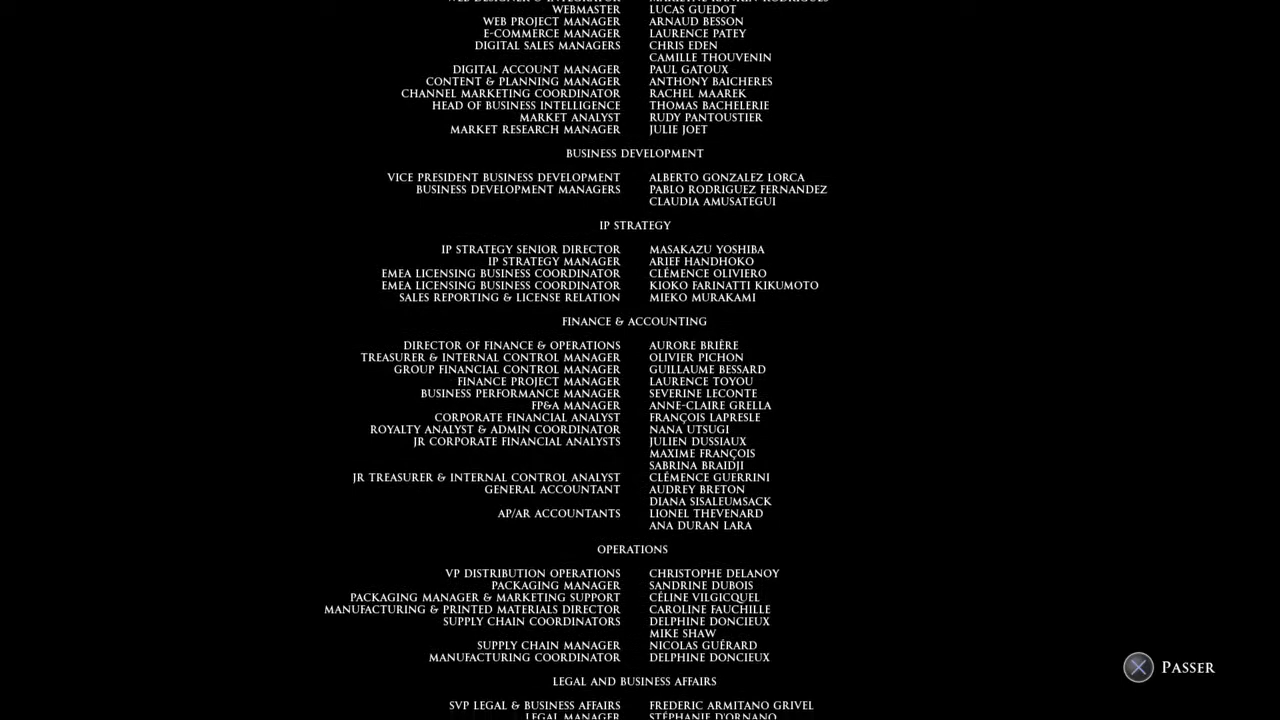 WEB DESIGNER & INTEGRATOR MARILYNE RANKIN RODRIGUES
WEBMASTER LUCAS GUEDOT
WEB PROJECT MANAGER ARNAUD BESSON
E-COMMERCE MANAGER LAURENCE PATEY
DIGITAL SALES MANAGERS CHRIS EDEN
CAMILLE THOUVENIN
DIGITAL ACCOUNT MANAGER PAUL GATOUX
CONTENT & PLANNING MANAGER ANTHONY BAICHERES
CHANNEL MARKETING COORDINATOR RACHEL MAAREK
HEAD OF BUSINESS INTELLIGENCE THOMAS BACHELERIE
MARKET ANALYST RUDY PANTOUSTIER
MARKET RESEARCH MANAGER JULIE JOET
BUSINESS DEVELOPMENT
VICE PRESIDENT BUSINESS DEVELOPMENT ALBERTO GONZALEZ LORCA
BUSINESS DEVELOPMENT MANAGERS PABLO RODRIGUEZ FERNANDEZ
CLAUDIA AMUSATEGUI
IP STRATEGY
IP STRATEGY SENIOR DIRECTOR MASAKAZU YOSHIBA
IP STRATEGY MANAGER ARIEF HANDHOKO
EMEA LICENSING BUSINESS COORDINATOR CLÉMENCE OLIVIERO
EMEA LICENSING BUSINESS COORDINATOR KIOKO FARINATTI KIKUMOTO
SALES REPORTING & LICENSE RELATION MIEKO MURAKAMI
FINANCE & ACCOUNTING
DIRECTOR OF FINANCE & OPERATIONS AURORE BRIÈRE
TREASURER & INTERNAL CONTROL MANAGER OLIVIER PICHON
GROUP FINANCIAL CONTROL MANAGER GUILLAUME BESSARD
FINANCE PROJECT MANAGER LAURENCE TOYOU
BUSINESS PERFORMANCE MANAGER SEVERINE LECONTE
FP&A MANAGER ANNE-CLAIRE GRELLA
CORPORATE FINANCIAL ANALYST FRANÇOIS LAPRESLE
ROYALTY ANALYST & ADMIN COORDINATOR NANA UTSUGI
JR CORPORATE FINANCIAL ANALYSTS JULIEN DUSSIAUX
MAXIME FRANÇOIS
SABRINA BRAIDJI
JR TREASURER & INTERNAL CONTROL ANALYST CLÉMENCE GUERRINI
GENERAL ACCOUNTANT AUDREY BRETON
DIANA SISALEUMSACK
AP/AR ACCOUNTANTS LIONEL THEVENARD
ANA DURAN LARA
OPERATIONS
VP DISTRIBUTION OPERATIONS CHRISTOPHE DELANOY
PACKAGING MANAGER SANDRINE DUBOIS
PACKAGING MANAGER & MARKETING SUPPORT CÉLINE VILGICQUEL
MANUFACTURING & PRINTED MATERIALS DIRECTOR CAROLINE FAUCHILLE
SUPPLY CHAIN COORDINATORS DELPHINE DONCIEUX
MIKE SHAW
SUPPLY CHAIN MANAGER NICOLAS GUÉRARD
MANUFACTURING COORDINATOR DELPHINE DONCIEUX
PASSER
LEGAL AND BUSINESS AFFAIRS
SVP LEGAL & BUSINESS AFFAIRS FREDERIC ARMITANO GRIVEL
LEGAL MANAGER STÉPHANIE D'ORNANO